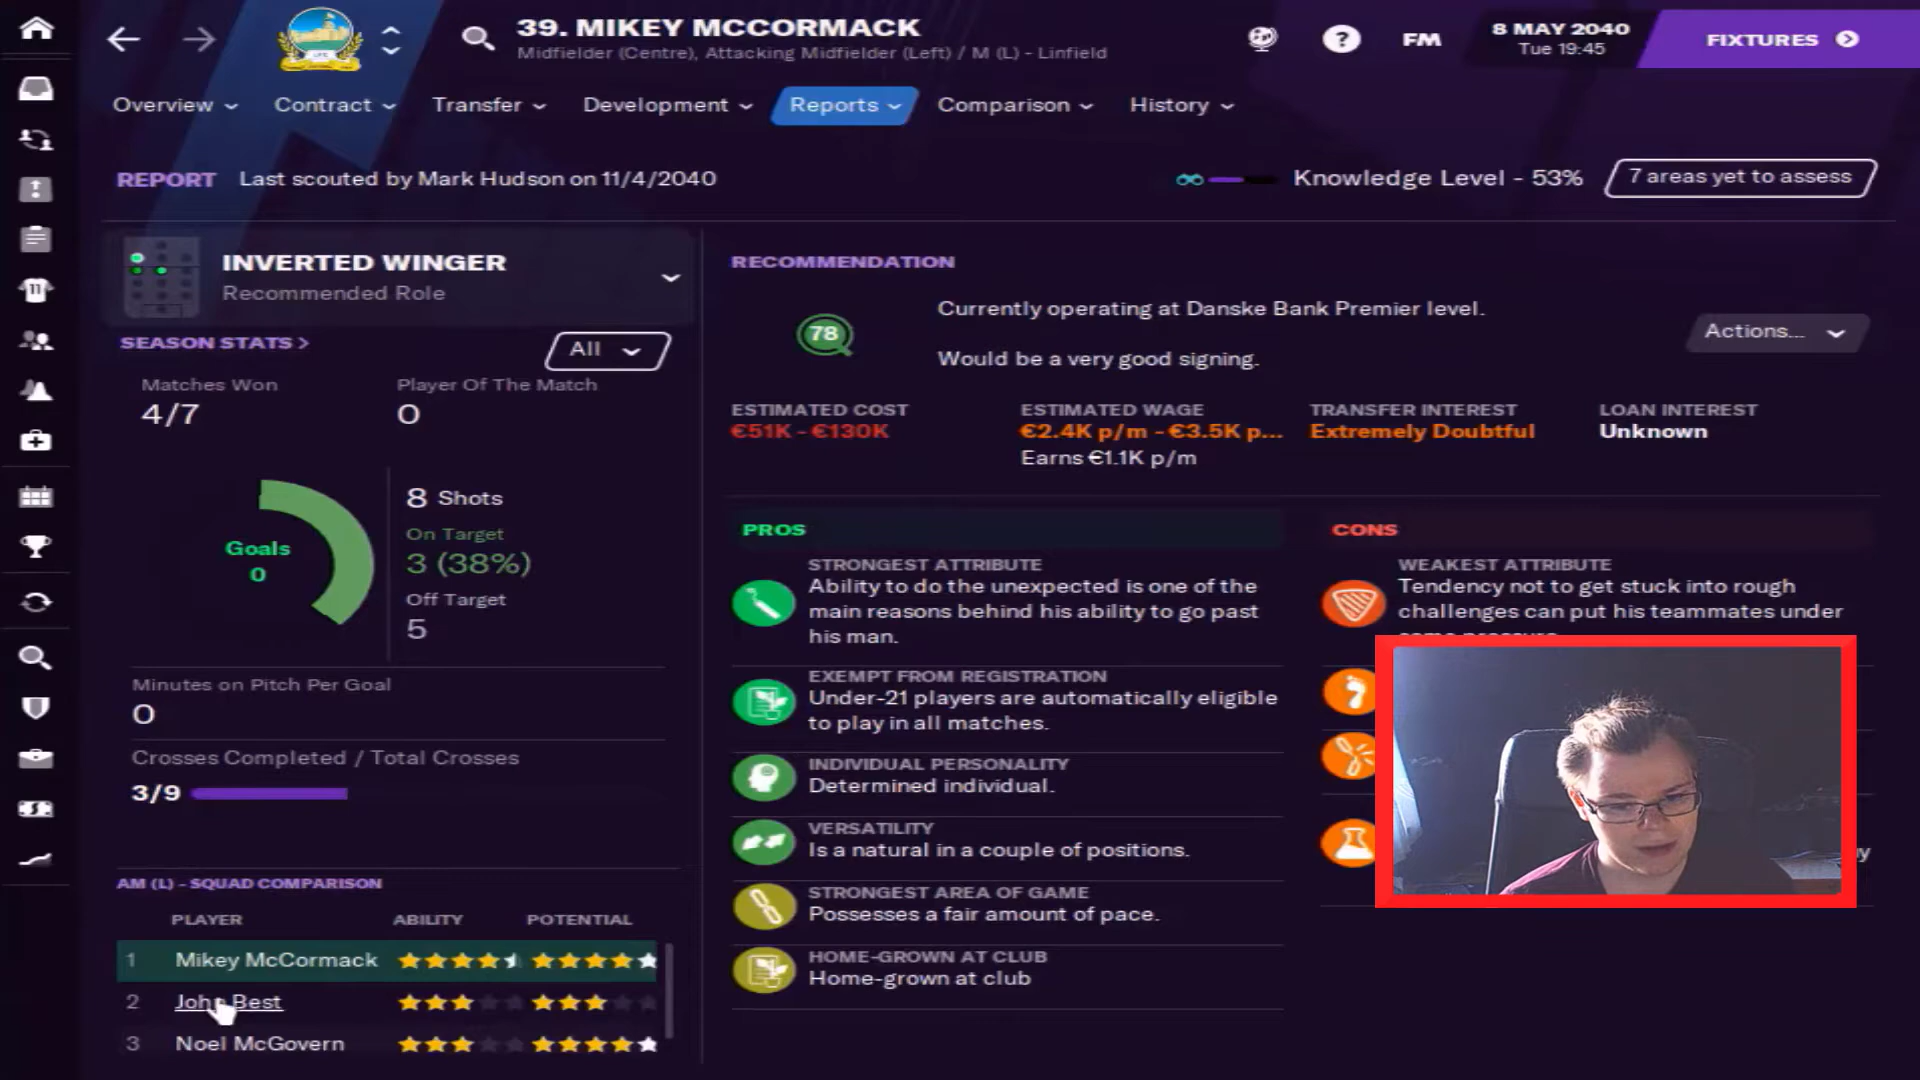 39. MIKEY MCCORMACK
Midfielder (Centre), Attacking Midfielder (Left) / M (L) - Linfield
FM
8 MAY 2040
Tue 19:45
FIXTURES
Overview
Contract
Transfer
Development
Reports
Comparison
History
REPORT
Last scouted by Mark Hudson on 11/4/2040
Knowledge Level - 53%
7 areas yet to assess
INVERTED WINGER
Recommended Role
SEASON STATS >
All
Matches Won
4/7
Player Of The Match
0
Goals
0
8 Shots
On Target
3 (38%)
Off Target
5
Minutes on Pitch Per Goal
0
Crosses Completed / Total Crosses
3/9
AM (L) - SQUAD COMPARISON
PLAYER ABILITY POTENTIAL
1 Mikey McCormack
2 John Best
3 Noel McGovern
RECOMMENDATION
78
Currently operating at Danske Bank Premier level.
Would be a very good signing.
Actions...
ESTIMATED COST
€51K - €130K
ESTIMATED WAGE
€2.4K p/m - €3.5K p...
Earns €1.1K p/m
TRANSFER INTEREST
Extremely Doubtful
LOAN INTEREST
Unknown
PROS
STRONGEST ATTRIBUTE
Ability to do the unexpected is one of the
main reasons behind his ability to go past
his man.
EXEMPT FROM REGISTRATION
Under-21 players are automatically eligible
to play in all matches.
INDIVIDUAL PERSONALITY
Determined individual.
VERSATILITY
Is a natural in a couple of positions.
STRONGEST AREA OF GAME
Possesses a fair amount of pace.
HOME-GROWN AT CLUB
Home-grown at club
CONS
WEAKEST ATTRIBUTE
Tendency not to get stuck into rough
challenges can put his teammates under